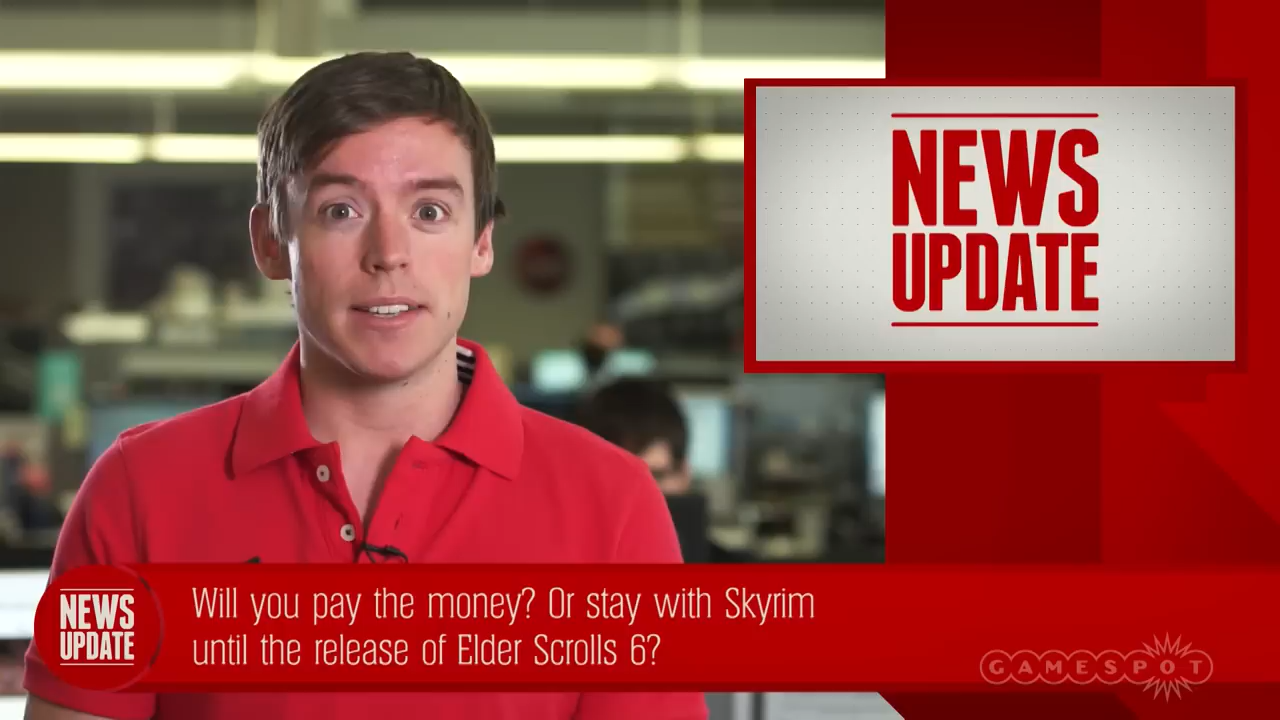 NEWS
UPDATE
NEWS
UPDATE
Will you pay the money? Or stay with Skyrim
until the release of Elder Scrolls 6?
GAMESPOT